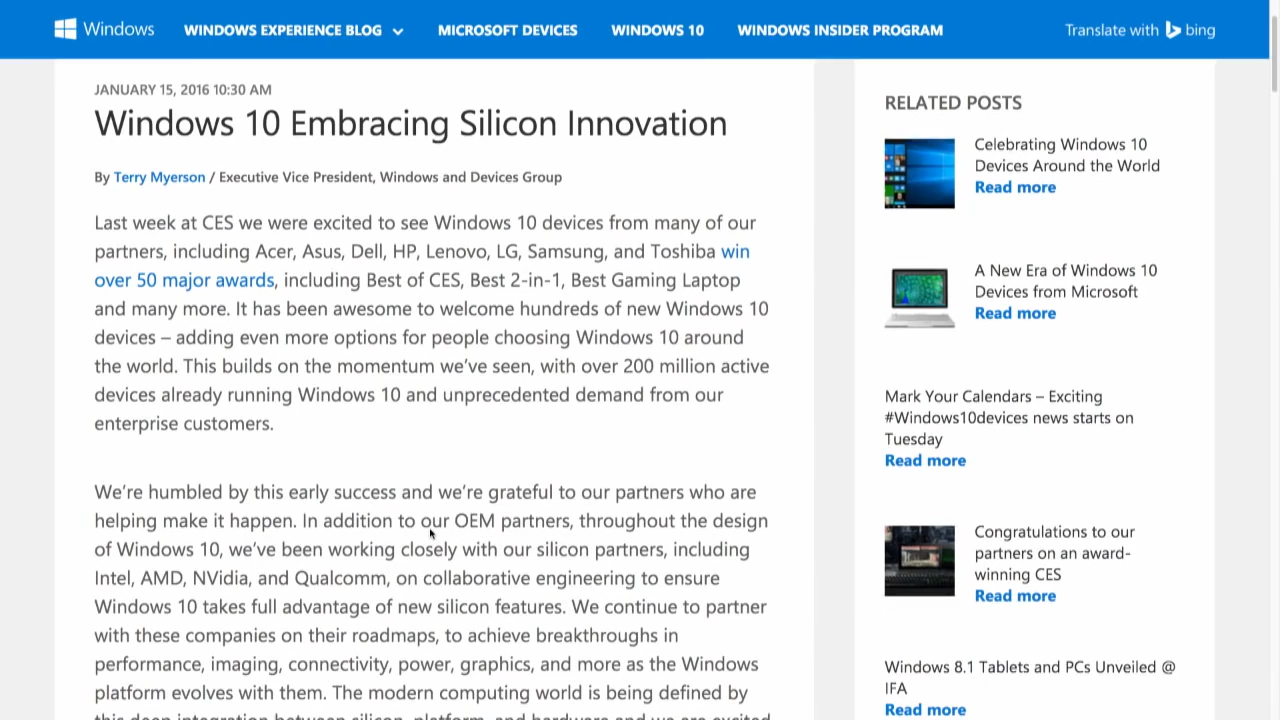 Windows
WINDOWS EXPERIENCE BLOG
MICROSOFT DEVICES
WINDOWS 10
WINDOWS INSIDER PROGRAM
Translate with bing
JANUARY 15, 2016 10:30 AM
Windows 10 Embracing Silicon Innovation
By Terry Myerson / Executive Vice President, Windows and Devices Group
Last week at CES we were excited to see Windows 10 devices from many of our
partners, including Acer, Asus, Dell, HP, Lenovo, LG, Samsung, and Toshiba win
over 50 major awards, including Best of CES, Best 2-in-1, Best Gaming Laptop
and many more. It has been awesome to welcome hundreds of new Windows 10
devices – adding even more options for people choosing Windows 10 around
the world. This builds on the momentum we've seen, with over 200 million active
devices already running Windows 10 and unprecedented demand from our
enterprise customers.
We're humbled by this early success and we're grateful to our partners who are
helping make it happen. In addition to our OEM partners, throughout the design
of Windows 10, we've been working closely with our silicon partners, including
Intel, AMD, NVidia, and Qualcomm, on collaborative engineering to ensure
Windows 10 takes full advantage of new silicon features. We continue to partner
with these companies on their roadmaps, to achieve breakthroughs in
performance, imaging, connectivity, power, graphics, and more as the Windows
platform evolves with them. The modern computing world is being defined by
this deep integration between silicon, platform, and hardware and we are excited
RELATED POSTS
Celebrating Windows 10
Devices Around the World
Read more
A New Era of Windows 10
Devices from Microsoft
Read more
Mark Your Calendars – Exciting
#Windows10devices news starts on
Tuesday
Read more
Congratulations to our
partners on an award-
winning CES
Read more
Windows 8.1 Tablets and PCs Unveiled @
IFA
Read more